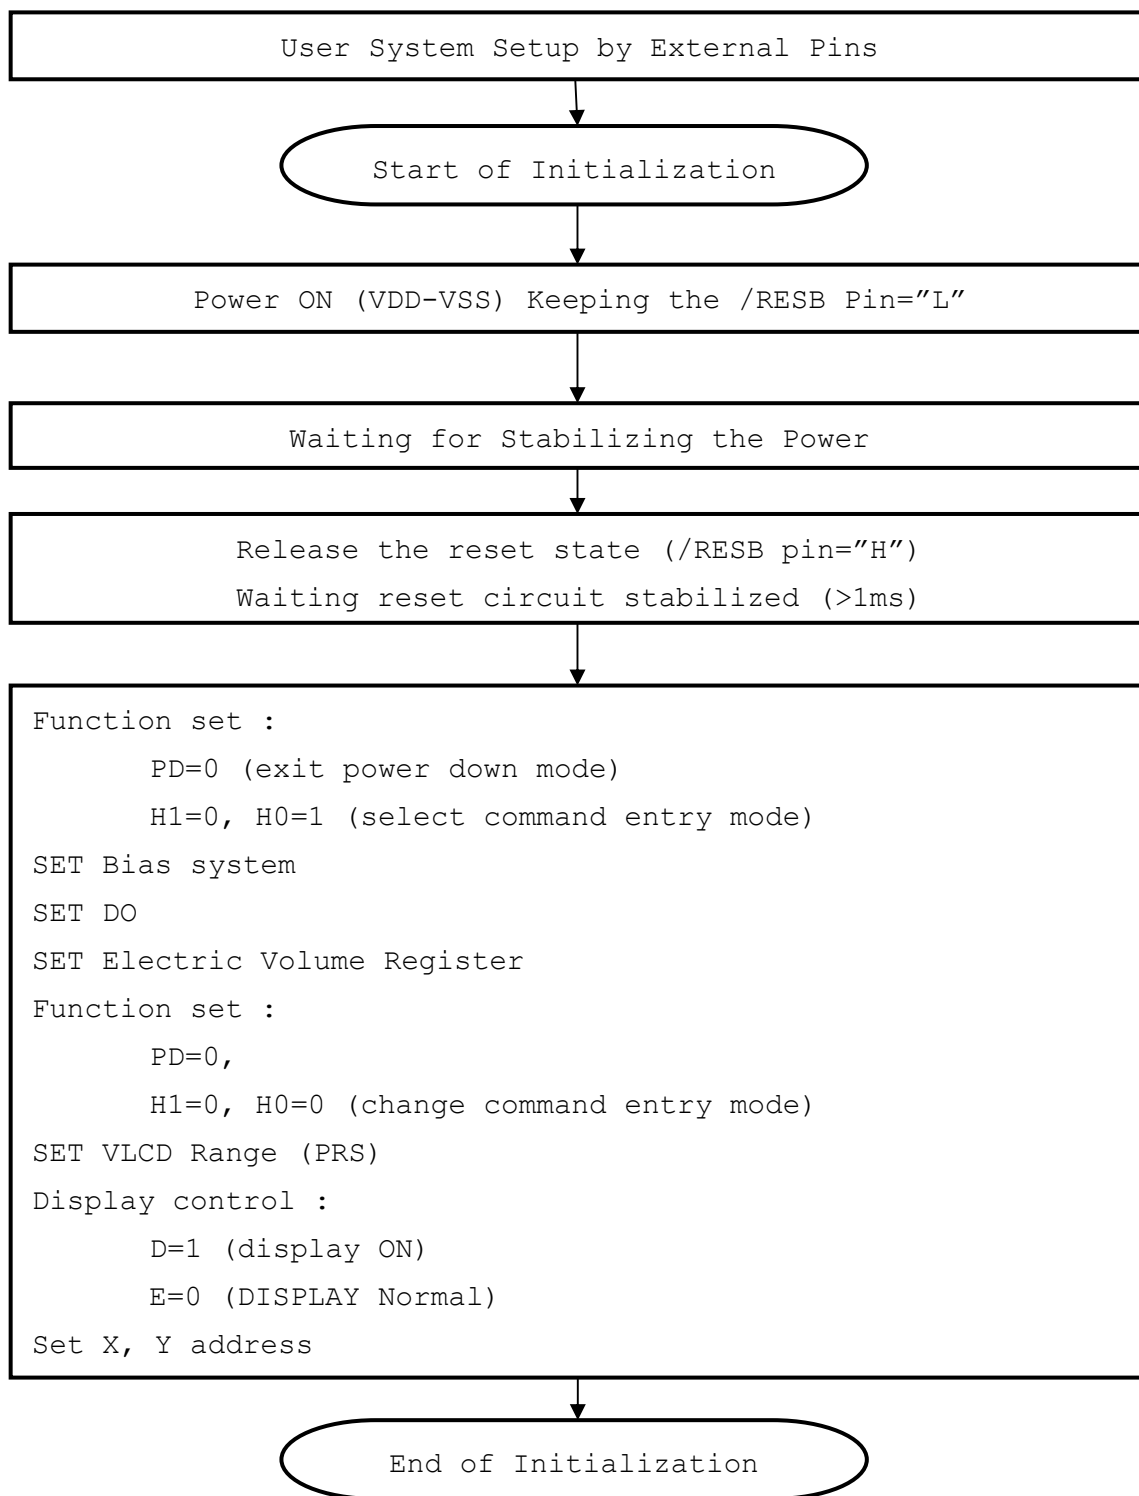 User System Setup by External Pins
Start of Initialization
Power ON (VDD-VSS) Keeping the /RESB Pin=″L″
Waiting for Stabilizing the Power
Release the reset state (/RESB pin=″H″)
Waiting reset circuit stabilized (>1ms)
Function set :
PD=0 (exit power down mode)
H1=0, H0=1 (select command entry mode)
SET Bias system
SET DO
SET Electric Volume Register
Function set :
PD=0,
H1=0, H0=0 (change command entry mode)
SET VLCD Range (PRS)
Display control :
D=1 (display ON)
E=0 (DISPLAY Normal)
Set X, Y address
End of Initialization